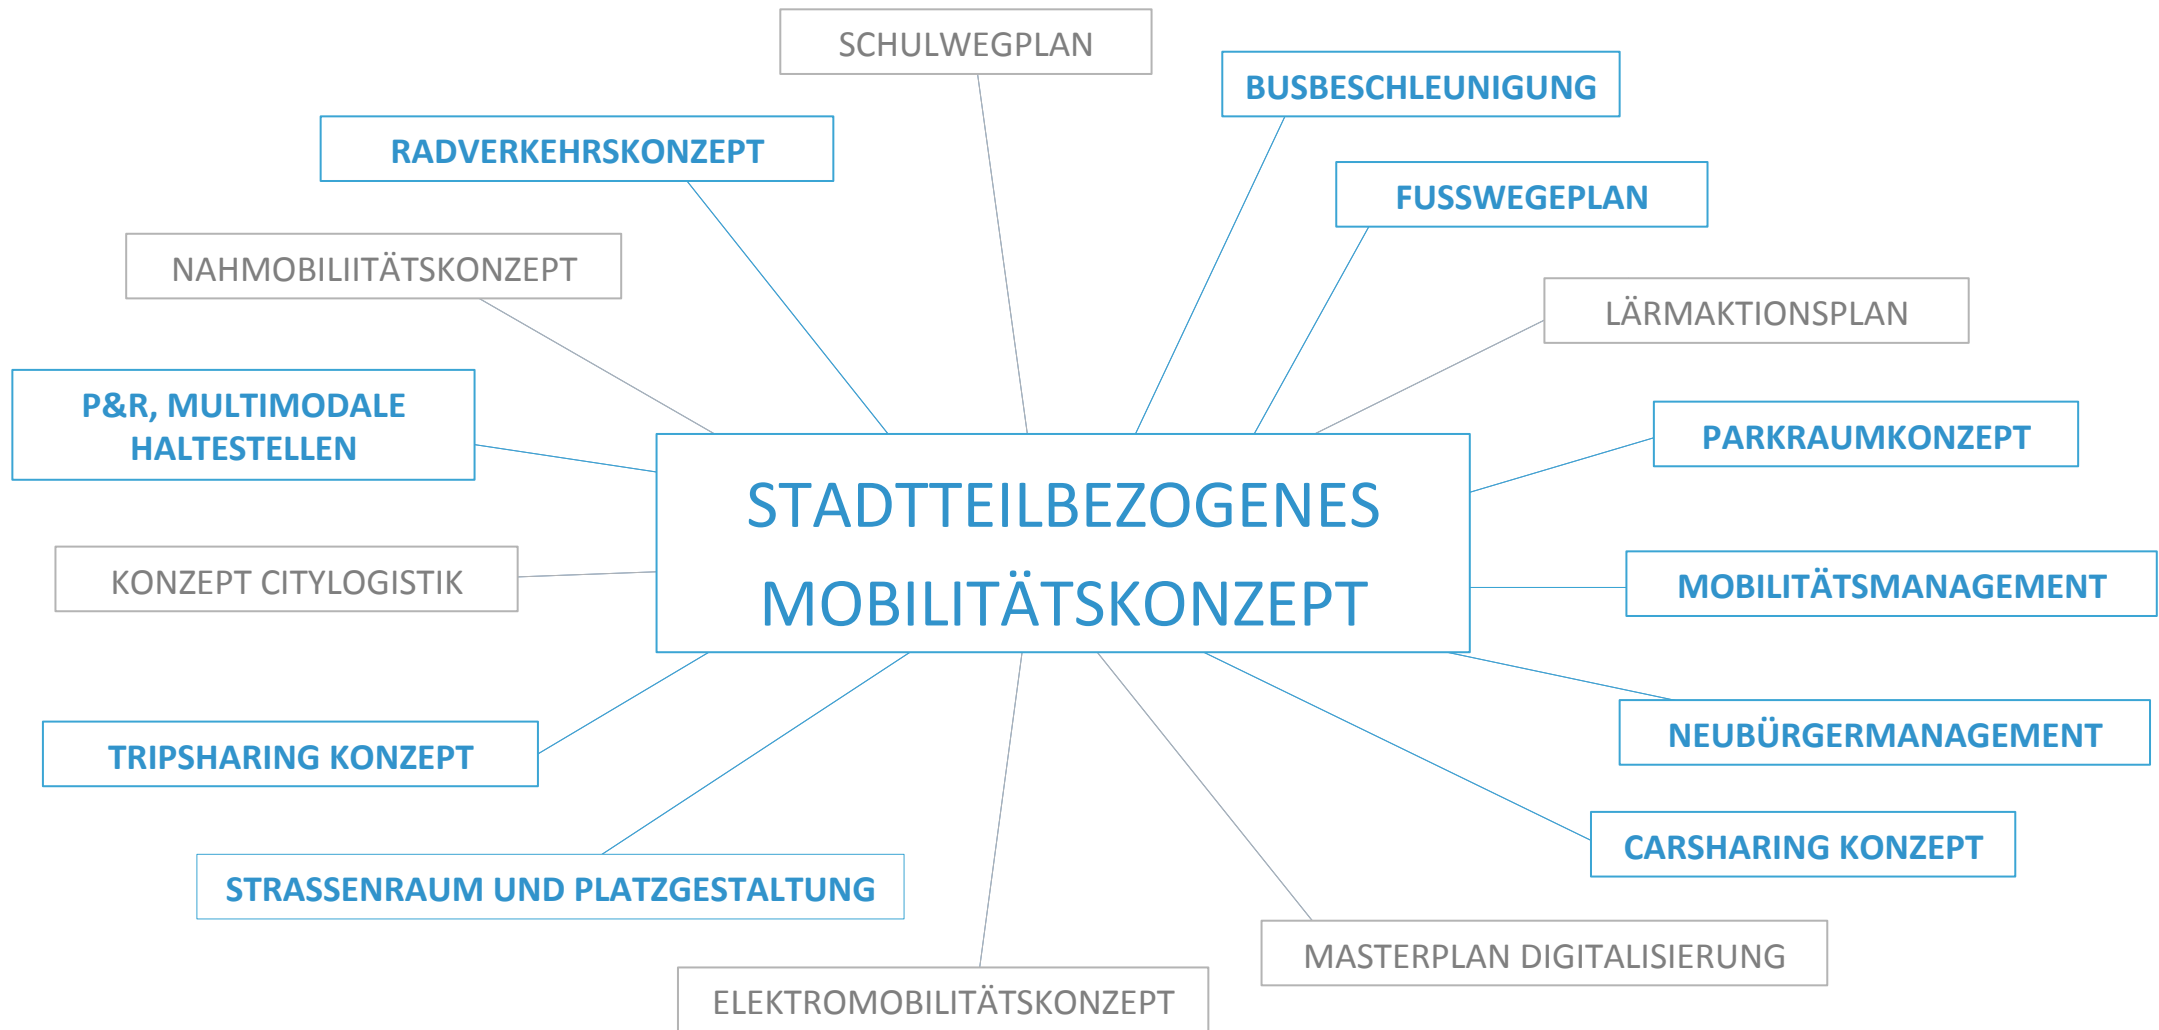 SCHULWEGPLAN
BUSBESCHLEUNIGUNG
RADVERKEHRSKONZEPT
FUSSWEGEPLAN
NAHMOBILIITÄTSKONZEPT
LÄRMAKTIONSPLAN
P&R, MULTIMODALE
HALTESTELLEN
PARKRAUMKONZEPT
STADTTEILBEZOGENES
MOBILITÄTSKONZEPT
KONZEPT CITYLOGISTIK
MOBILITÄTSMANAGEMENT
TRIPSHARING KONZEPT
NEUBÜRGERMANAGEMENT
CARSHARING KONZEPT
STRASSENRAUM UND PLATZGESTALTUNG
MASTERPLAN DIGITALISIERUNG
ELEKTROMOBILITÄTSKONZEPT